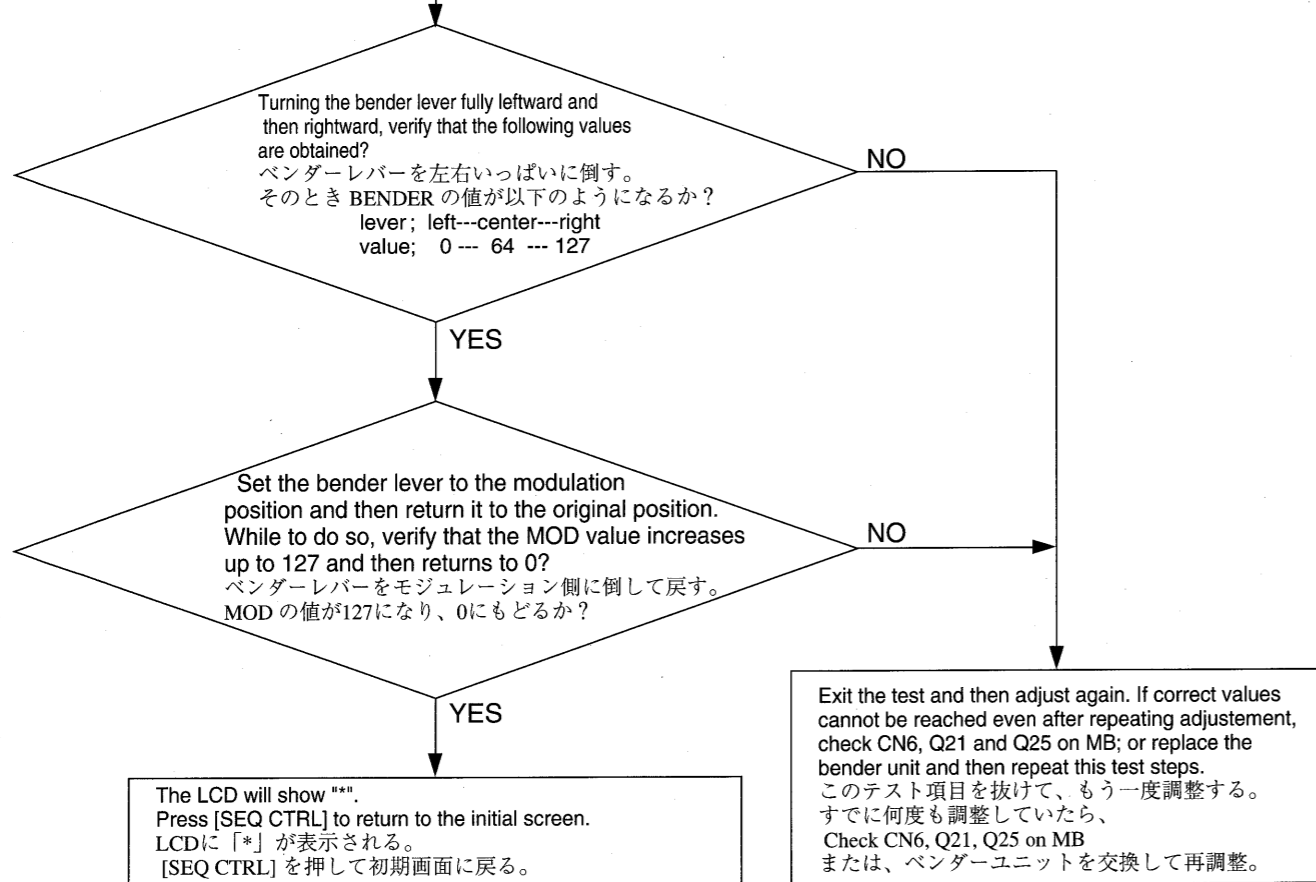 Turning the bender lever fully leftward and
then rightward, verify that the following values
are obtained?
ベンダーレバーを左右いっぱいに倒す。
そのとき BENDER の値が以下のようになるか？
lever ; left---center---right
value; 0 --- 64 --- 127
NO
YES
Set the bender lever to the modulation
position and then return it to the original position.
While to do so, verify that the MOD value increases
up to 127 and then returns to 0?
ベンダーレバーをモジュレーション側に倒して戻す。
MOD の値が127になり、0にもどるか？
NO
YES
The LCD will show "*".
Press [SEQ CTRL] to return to the initial screen.
LCDに「*」が表示される。
[SEQ CTRL] を押して初期画面に戻る。
Exit the test and then adjust again. If correct values
cannot be reached even after repeating adjustement,
check CN6, Q21 and Q25 on MB; or replace the
bender unit and then repeat this test steps.
このテスト項目を抜けて、もう一度調整する。
すでに何度も調整していたら、
Check CN6, Q21, Q25 on MB
または、ベンダーユニットを交換して再調整。